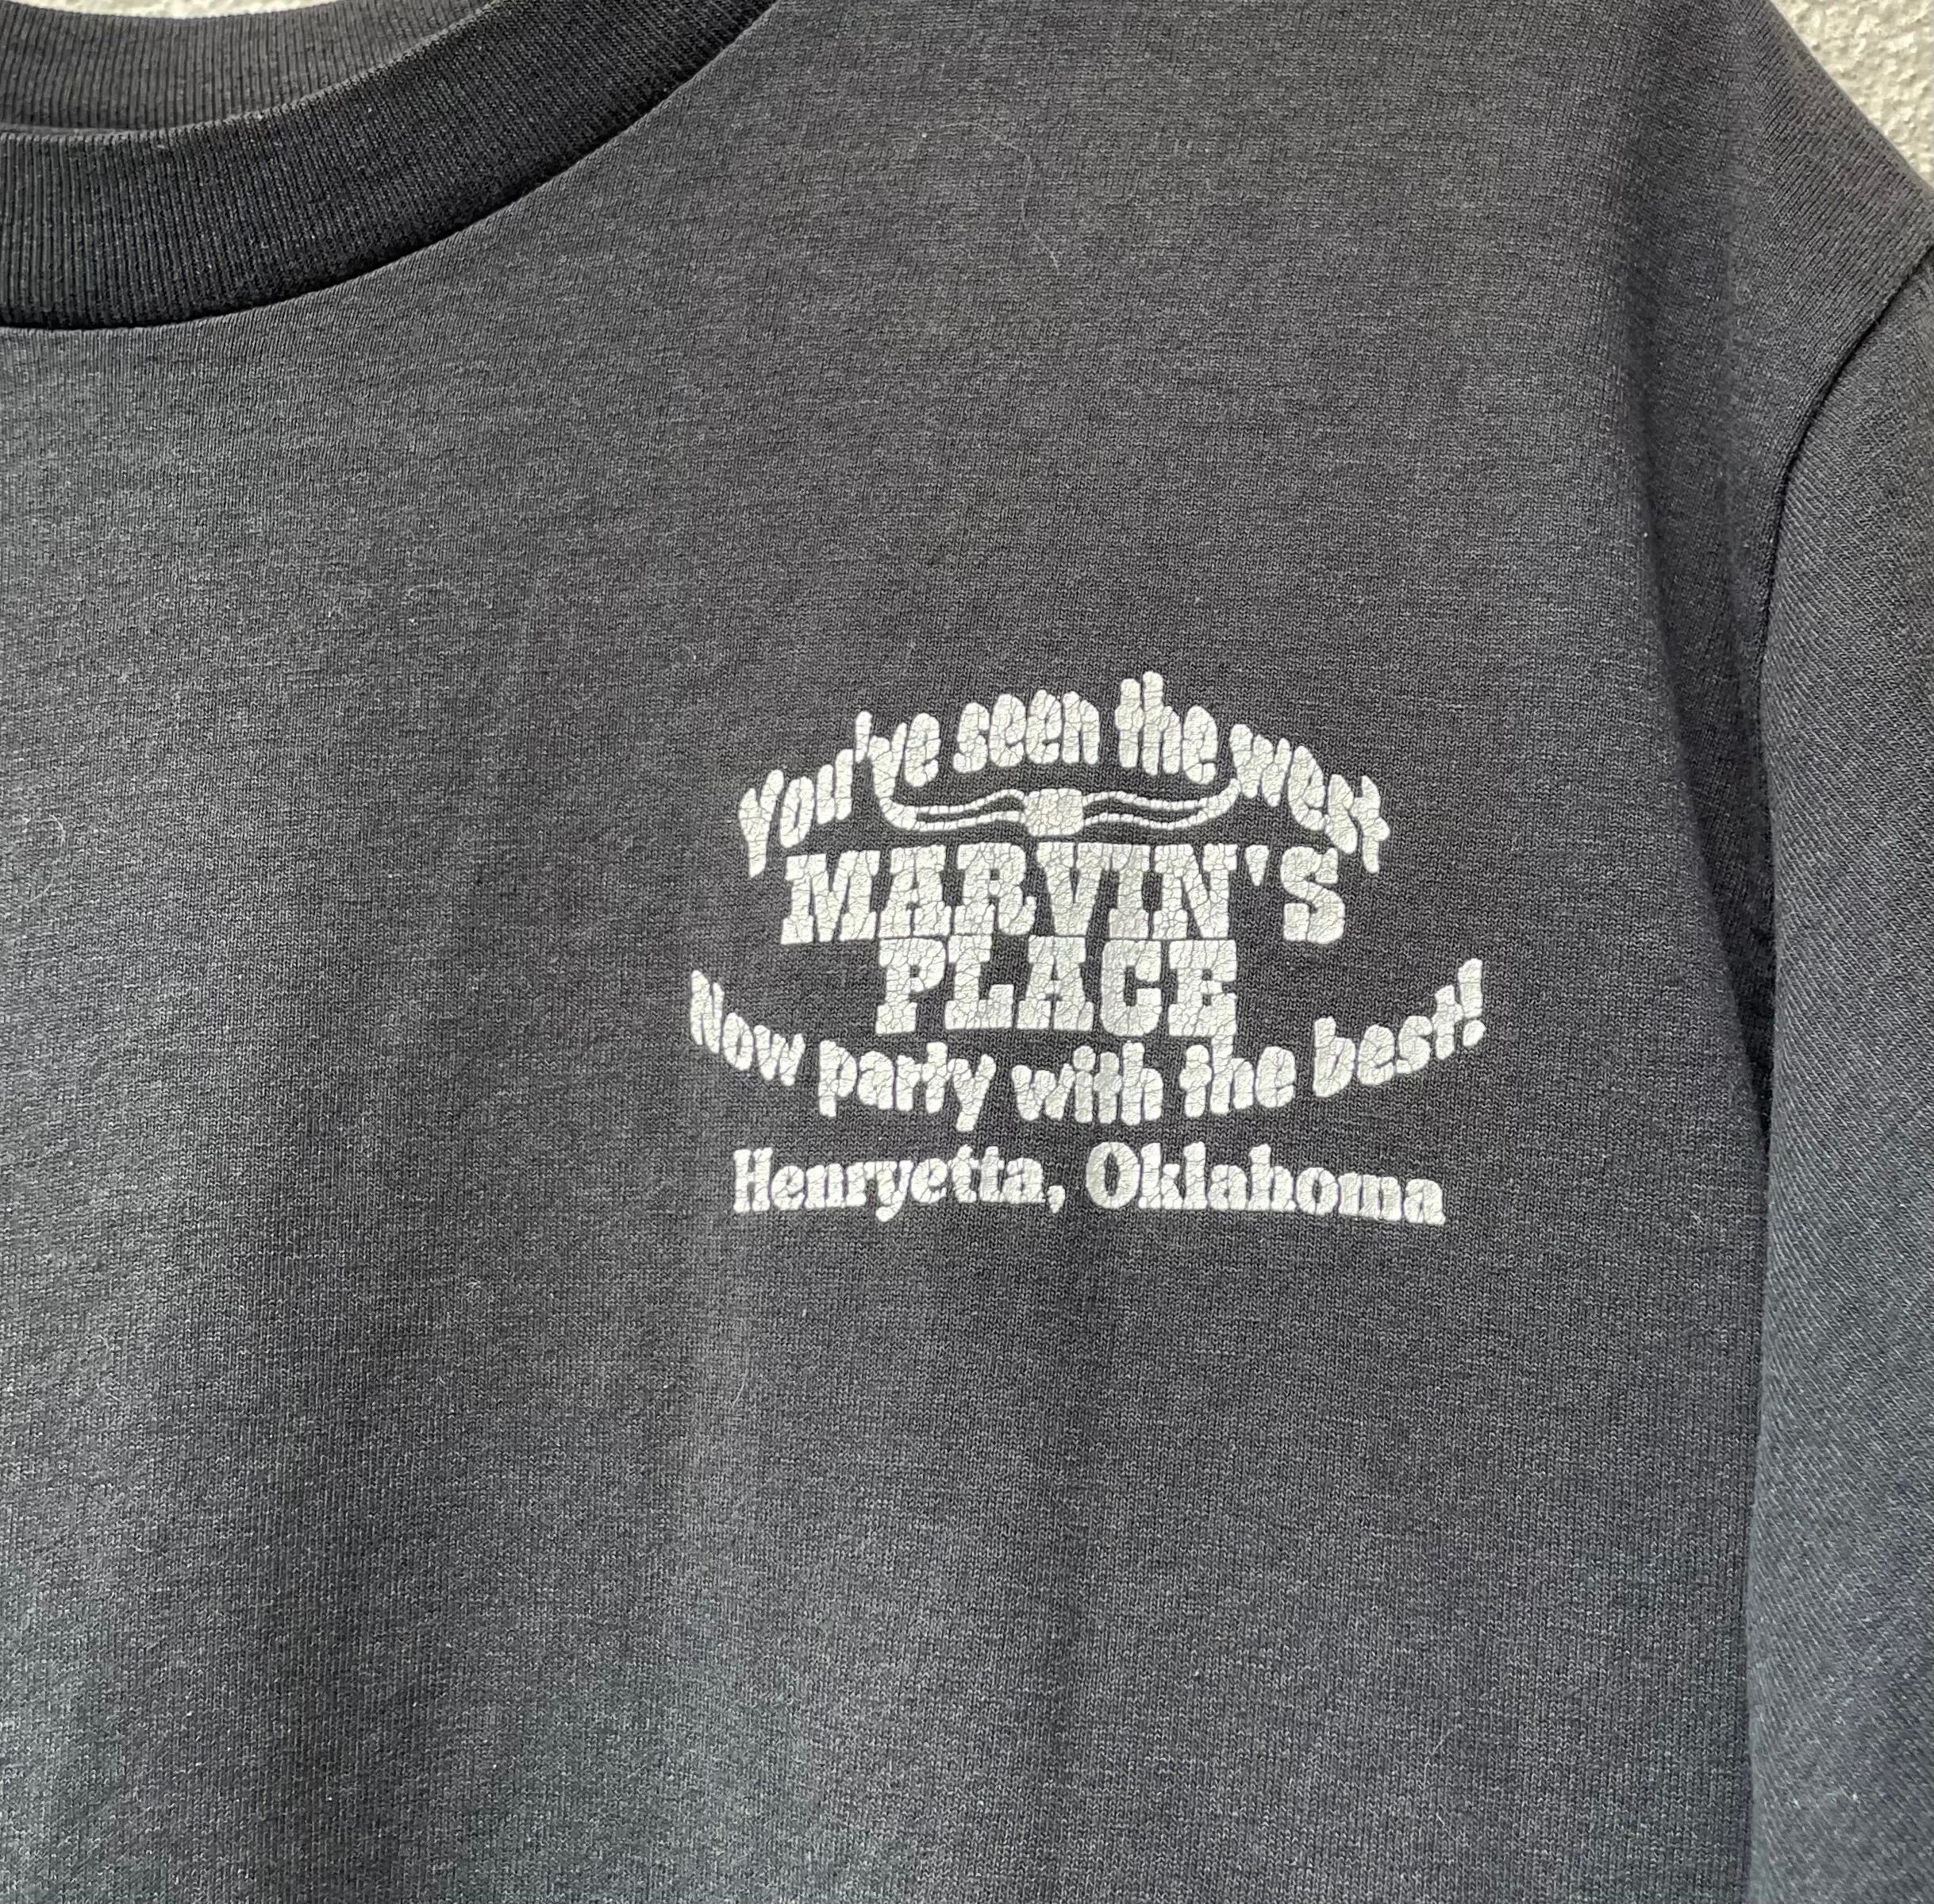 You've seen the west
MARVIN'S
PLACE
Now party with the best!
Henryetta, Oklahoma